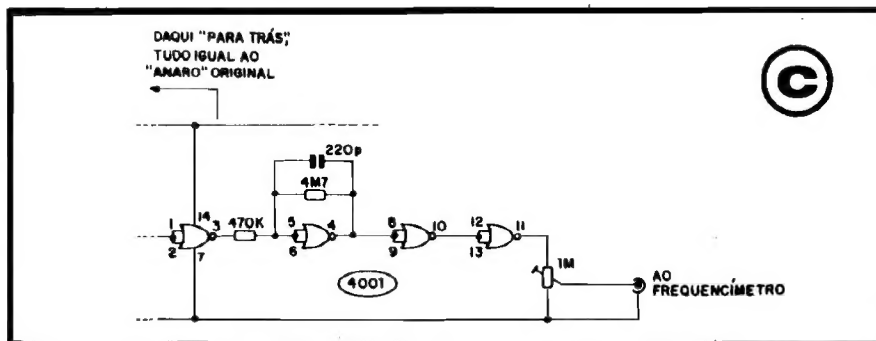 DAQUI "PARA TRÁS",
TUDO IGUAL AO
"ANARO" ORIGINAL
C
220p
4M7
1
2
14
3
7
470K
5
6
4
8
9
10
12
13
11
1M
4001
AO
FREQUENCÍMETRO